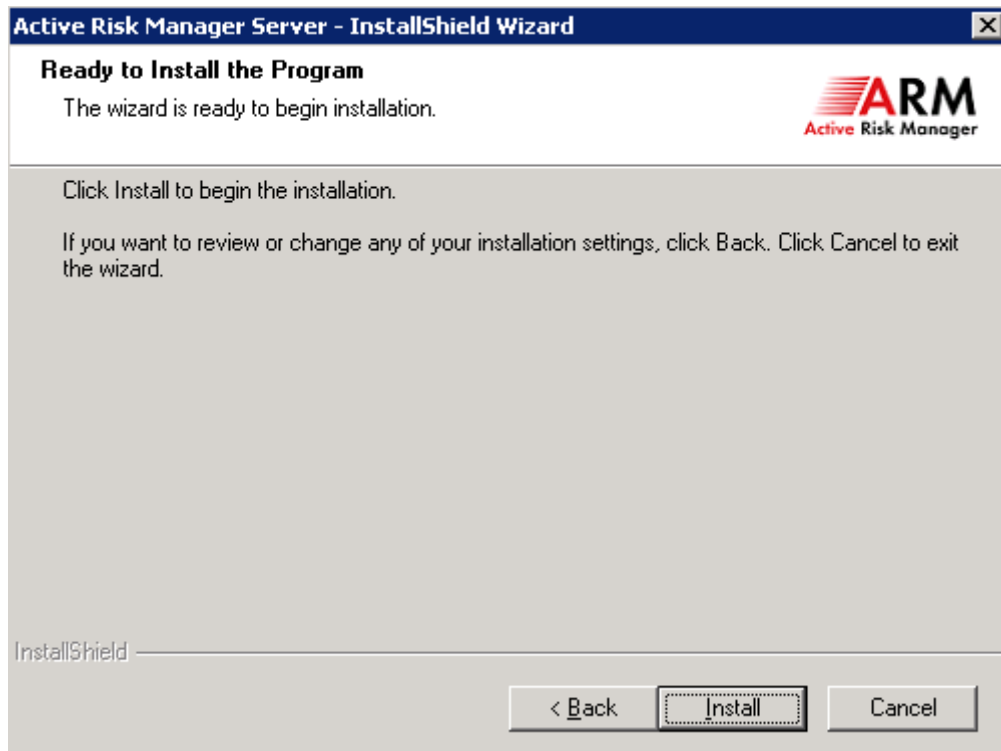 Active Risk Manager Server - InstallShield Wizard
Ready to Install the Program
The wizard is ready to begin installation.
ARM
Active Risk Manager
Click Install to begin the installation.
If you want to review or change any of your installation settings, click Back. Click Cancel to exit
the wizard.
InstallShield
< Back Install Cancel